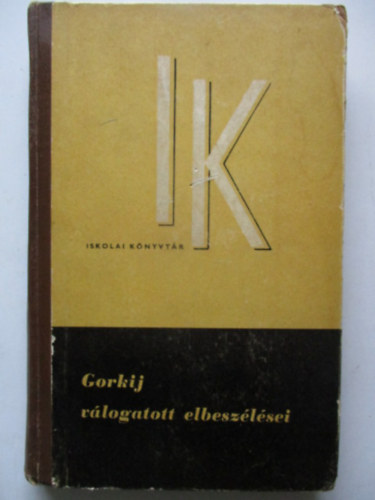 IK
ISKOLAI KÖNYVTÁR
Gorkij
válogatott elbeszélései